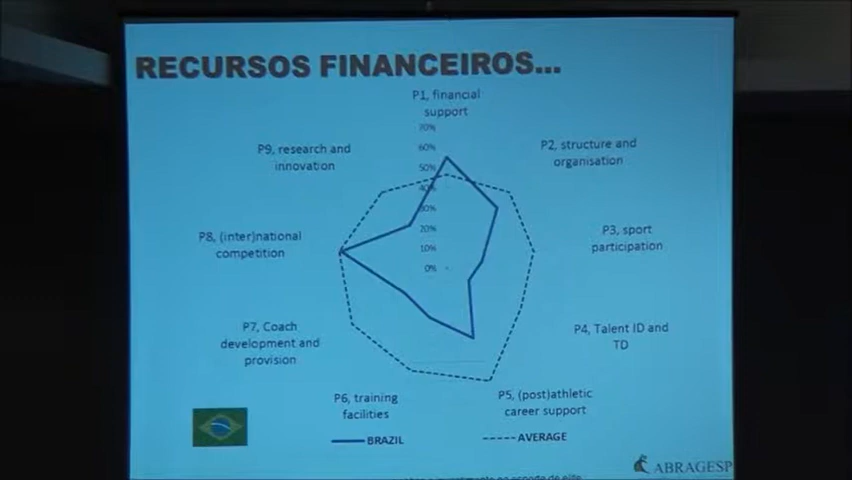 RECURSOS FINANCEIROS...
P1, financial
support
70%
60%
50%
40%
30%
20%
10%
0%
P2, structure and
organisation
P3, sport
participation
P4, Talent ID and
TD
P5, (post)athletic
career support
P6, training
facilities
P7, Coach
development and
provision
P8, (inter)national
competition
P9, research and
innovation
BRAZIL
AVERAGE
ABRAGESP